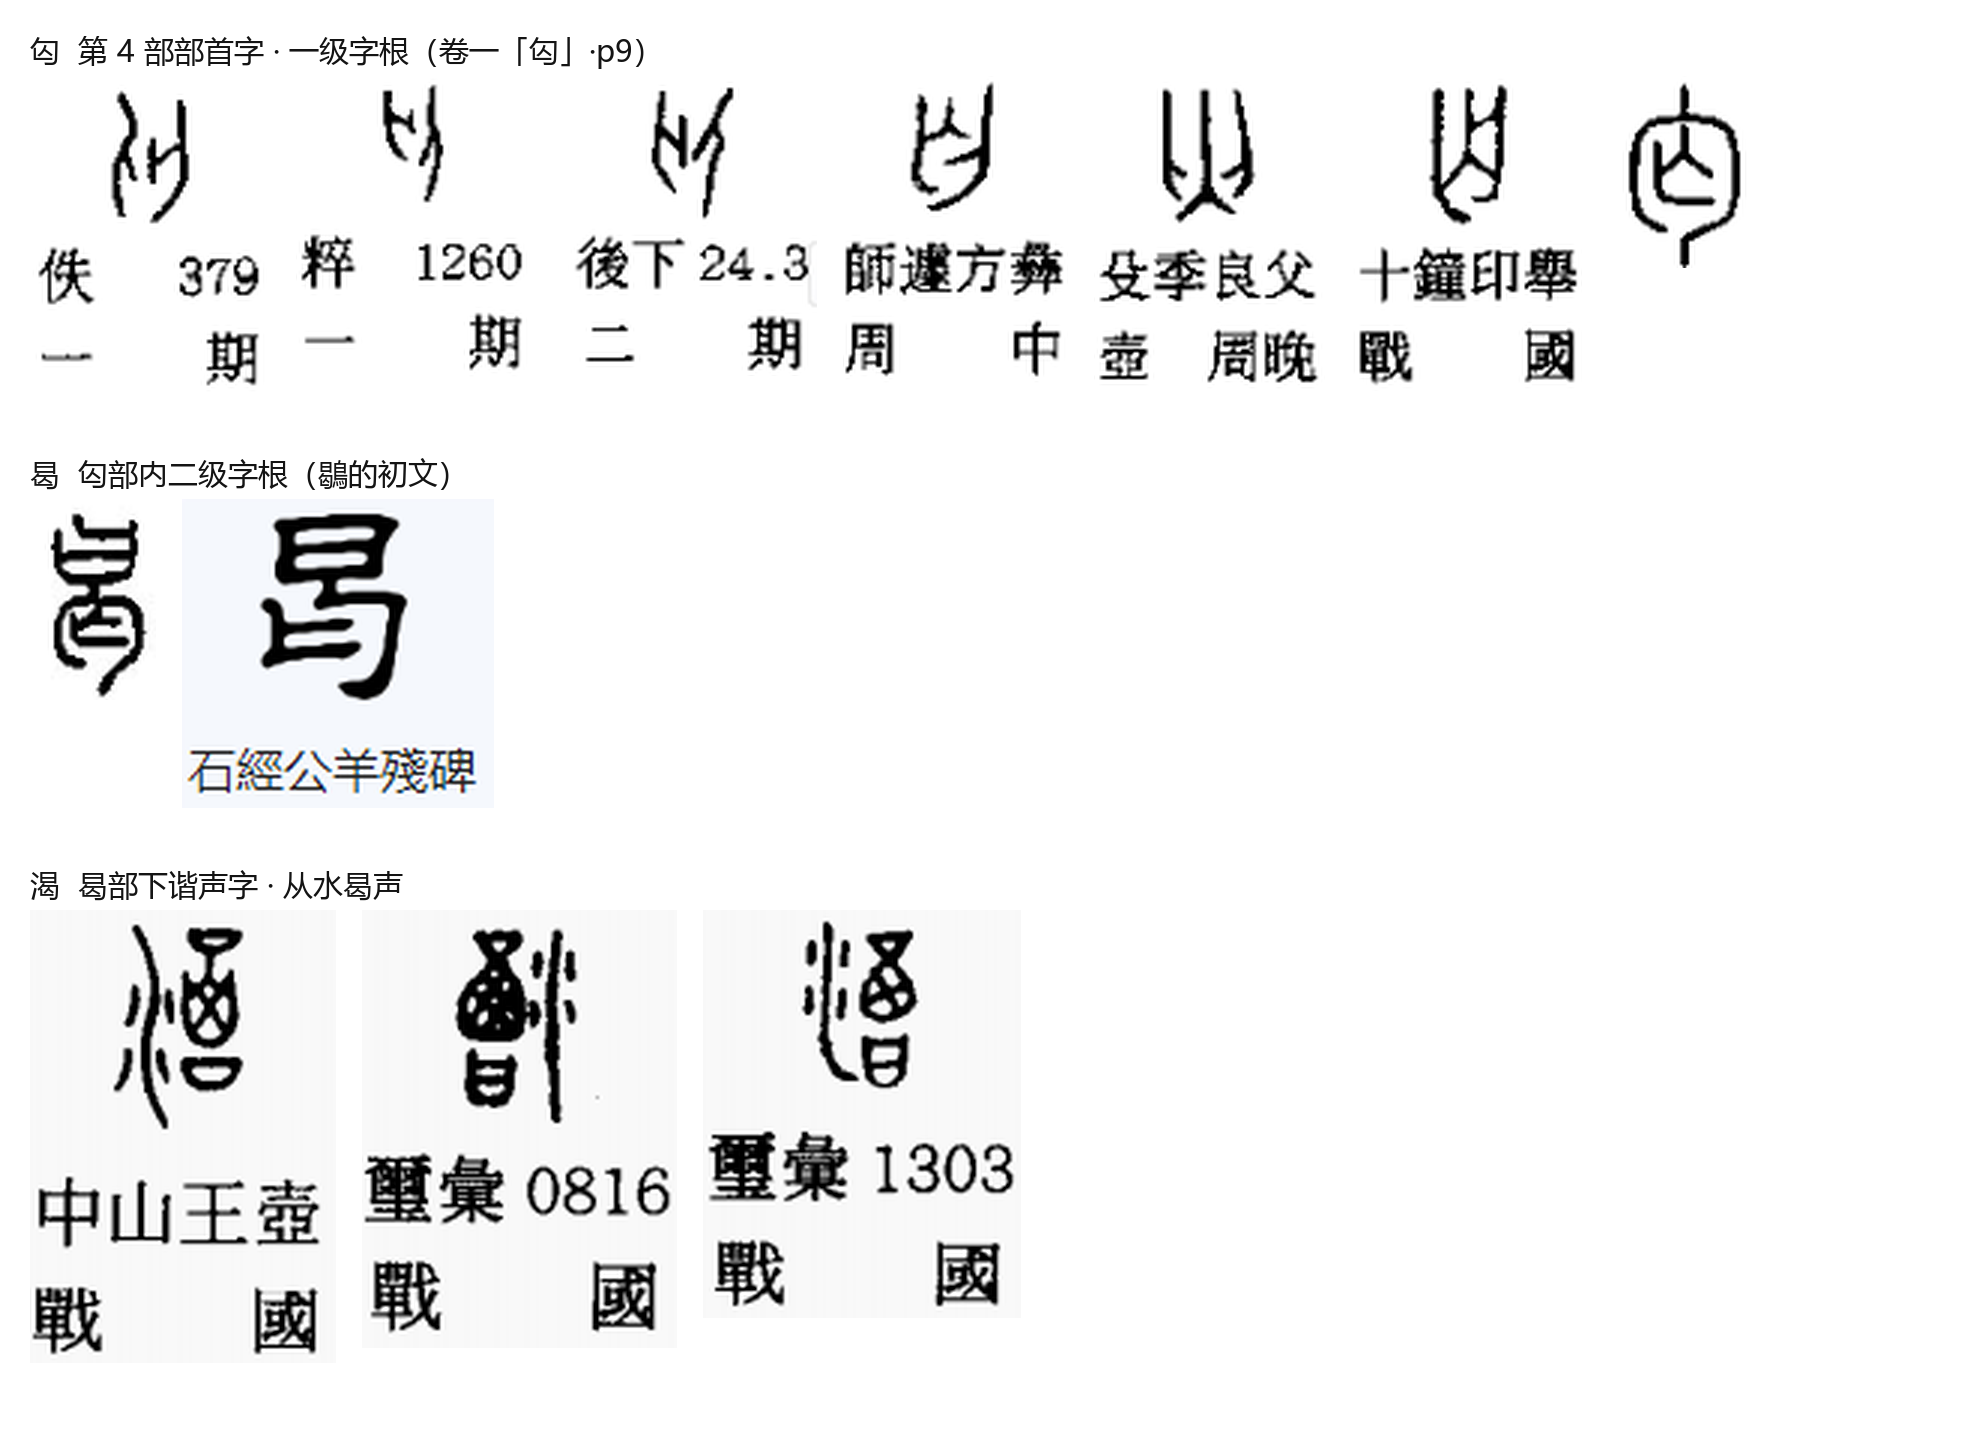 匃 第 4 部部首字 · 一级字根（卷一「匃」·p9）
佚 379 粹 1260 後下 24.3 師遽方彝 殳季良父 十鐘印舉
一期 一期 二期 周中 壺 周晚 戰國
曷 匃部内二级字根（鶡的初文）
曷
石經公羊殘碑
渴 曷部下谐声字 · 从水曷声
中山王壺 璽彙 0816 璽彙 1303
戰國 戰國 戰國